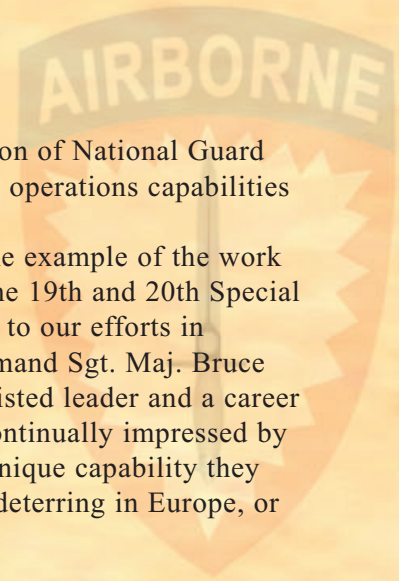 AIRBORNE
on of National Guard
operations capabilities
e example of the work
ne 19th and 20th Special
to our efforts in
mand Sgt. Maj. Bruce
isted leader and a career
ontinually impressed by
nique capability they
deterring in Europe, or